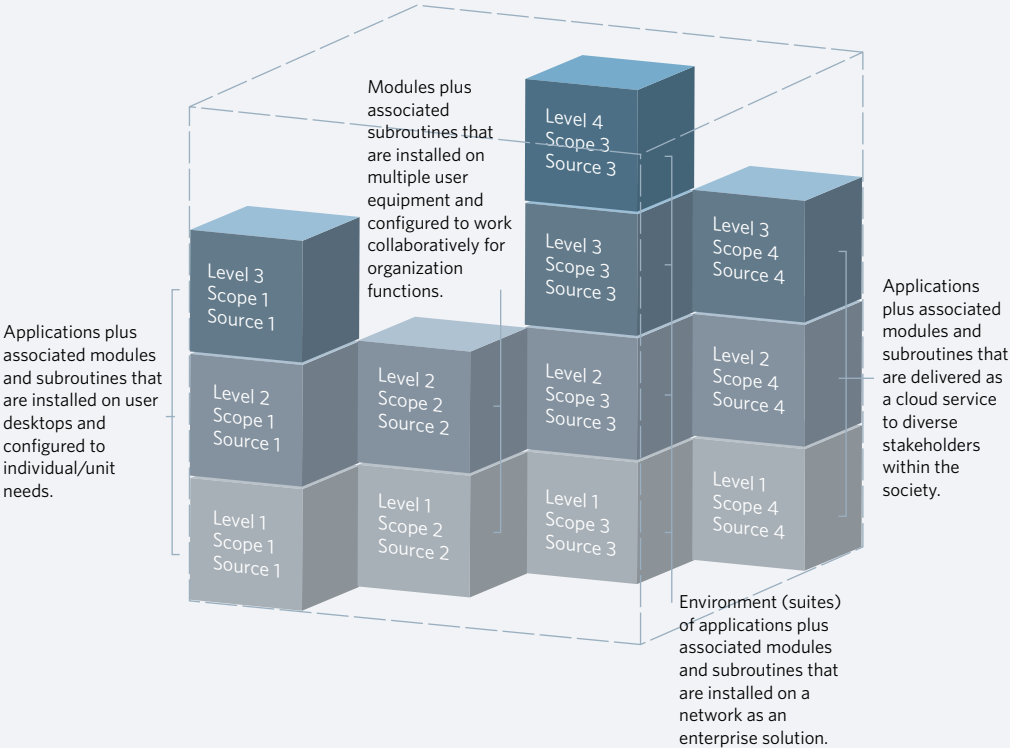 Modules plus
associated
subroutines that
are installed on
multiple user
equipment and
configured to work
collaboratively for
organization
functions.
Level 4
Scope 3
Source 3
Level 3
Scope 1
Source 1
Level 3
Scope 3
Source 3
Level 3
Scope 4
Source 4
Applications plus
associated modules
and subroutines that
are installed on user
desktops and
configured to
individual/unit
needs.
Level 2
Scope 1
Source 1
Level 2
Scope 2
Source 2
Level 2
Scope 3
Source 3
Level 2
Scope 4
Source 4
Applications
plus associated
modules and
subroutines that
are delivered as
a cloud service
to diverse
stakeholders
within the
society.
Level 1
Scope 1
Source 1
Level 1
Scope 2
Source 2
Level 1
Scope 3
Source 3
Level 1
Scope 4
Source 4
Environment (suites)
of applications plus
associated modules
and subroutines that
are installed on a
network as an
enterprise solution.